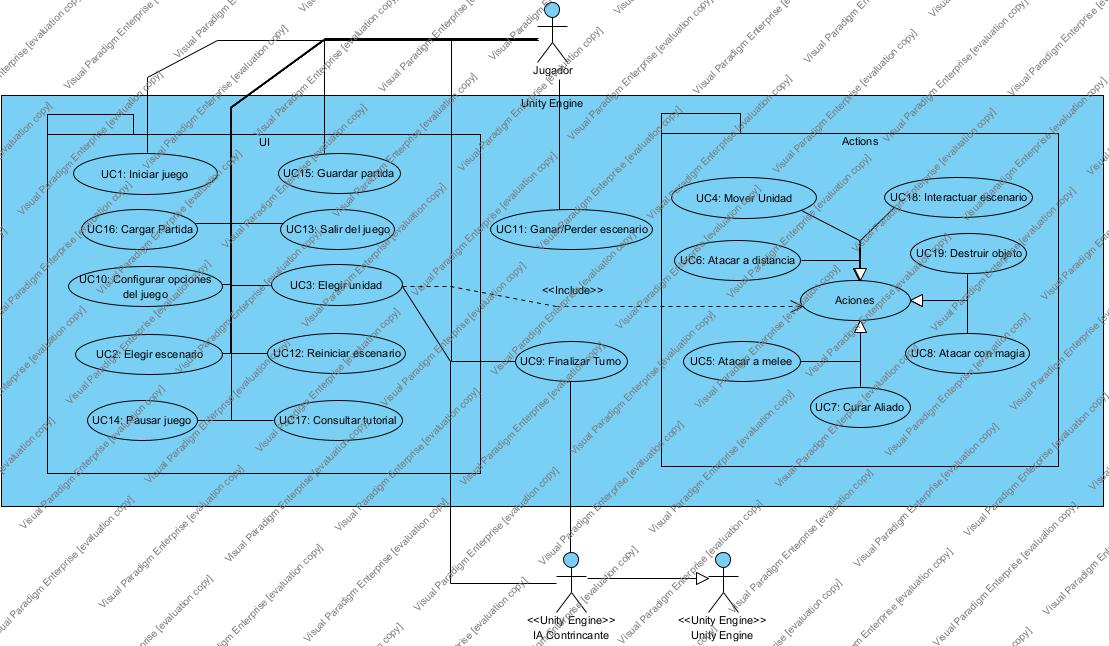 Jugador
Unity Engine
UI
Actions
UC1: Iniciar juego
UC15: Guardar partida
UC4: Mover Unidad
UC18: Interactuar escenario
UC16: Cargar Partida
UC13: Salir del juego
UC11: Ganar/Perder escenario
UC6: Atacar a distancia
UC19: Destruir objeto
UC10: Configurar opciones
del juego
UC3: Elegir unidad
<<Include>>
Aciones
UC2: Elegir escenario
UC12: Reiniciar escenario
UC9: Finalizar Turno
UC5: Atacar a melee
UC8: Atacar con magia
UC14: Pausar juego
UC17: Consultar tutorial
UC7: Curar Aliado
<<Unity Engine>>
IA Contrincante
<<Unity Engine>>
Unity Engine
Visual Paradigm Enterprise [evaluation copy]